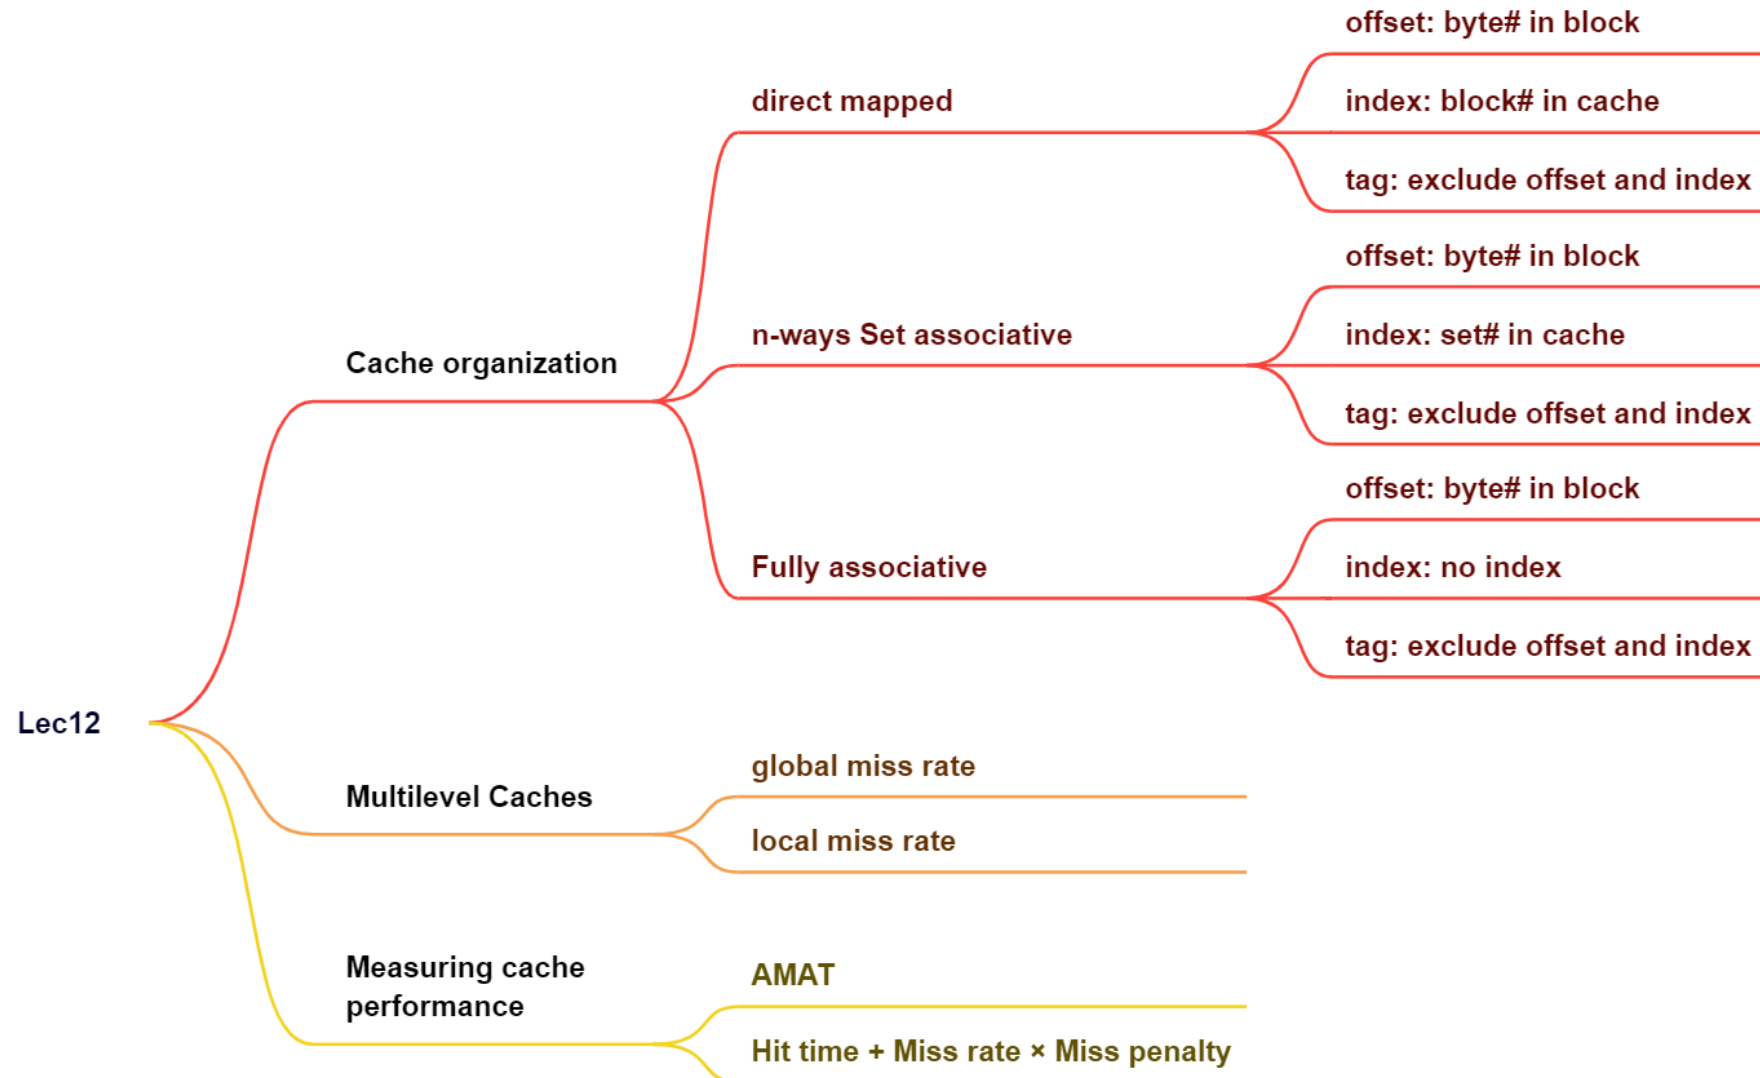 offset: byte# in block
direct mapped
index: block# in cache
tag: exclude offset and index
offset: byte# in block
n-ways Set associative
index: set# in cache
Cache organization
tag: exclude offset and index
offset: byte# in block
Fully associative
index: no index
tag: exclude offset and index
Lec12
global miss rate
Multilevel Caches
local miss rate
Measuring cache
performance
AMAT
Hit time + Miss rate × Miss penalty